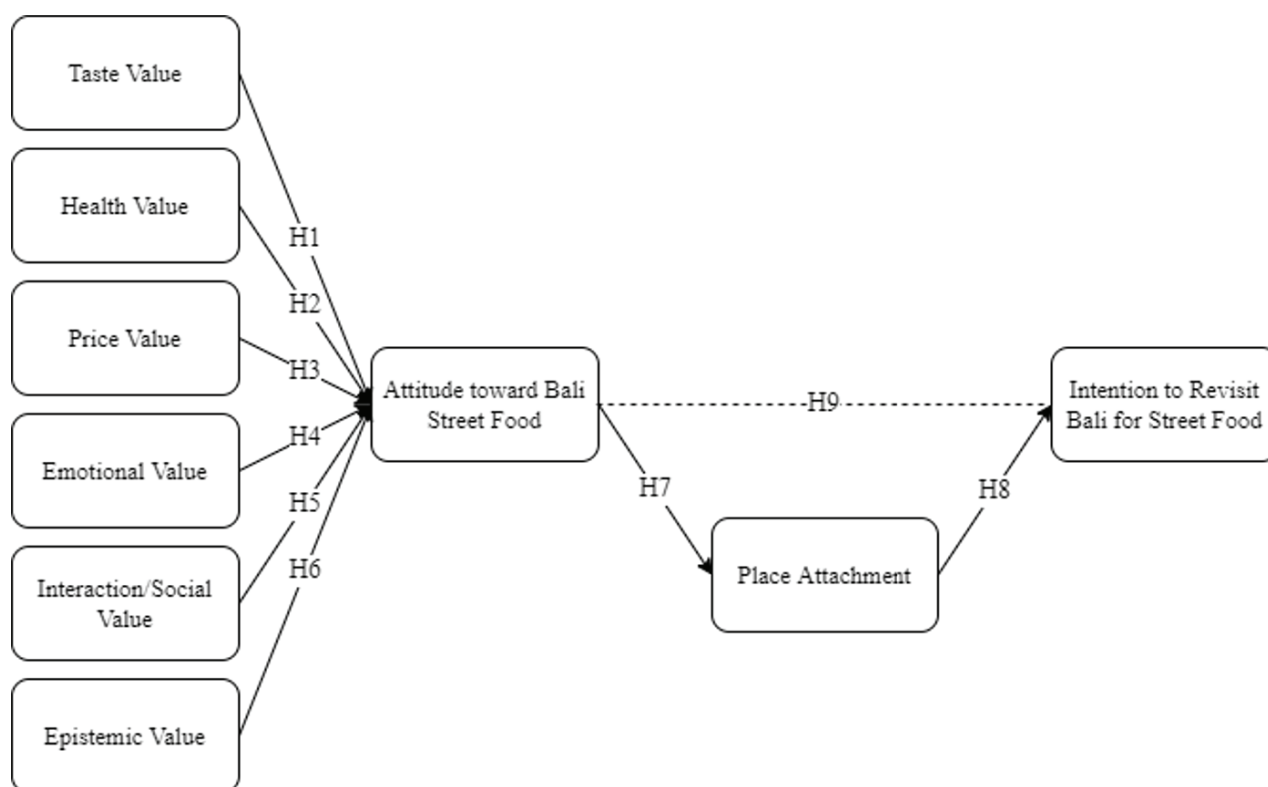 Taste Value
Health Value
Price Value
Emotional Value
Interaction/Social
Value
Epistemic Value
H1
H2
H3
H4
H5
H6
Attitude toward Bali
Street Food
H9
H7
H8
Place Attachment
Intention to Revisit
Bali for Street Food